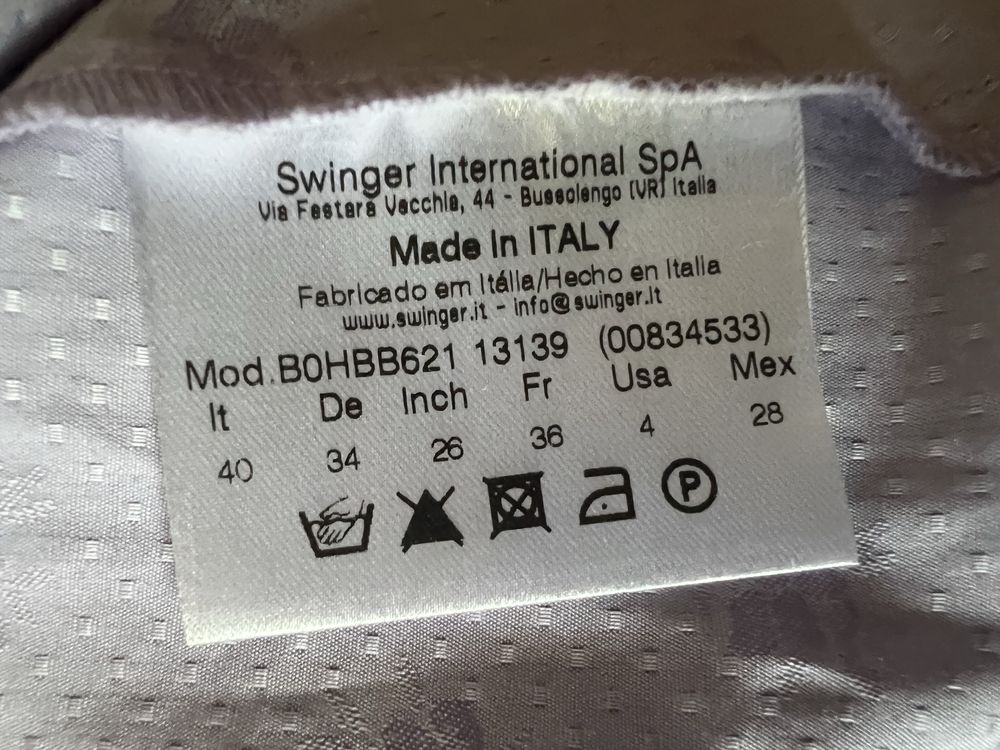 Swinger International SpA
Via Festara Vecchia, 44 - Bussolengo (VR) Italia
Made In ITALY
Fabricado em Itália/Hecho en Italia
www.swinger.it - info@swinger.it
Mod.B0HBB621 13139 (00834533)
It De Inch Fr Usa Mex
40 34 26 36 4 28
P